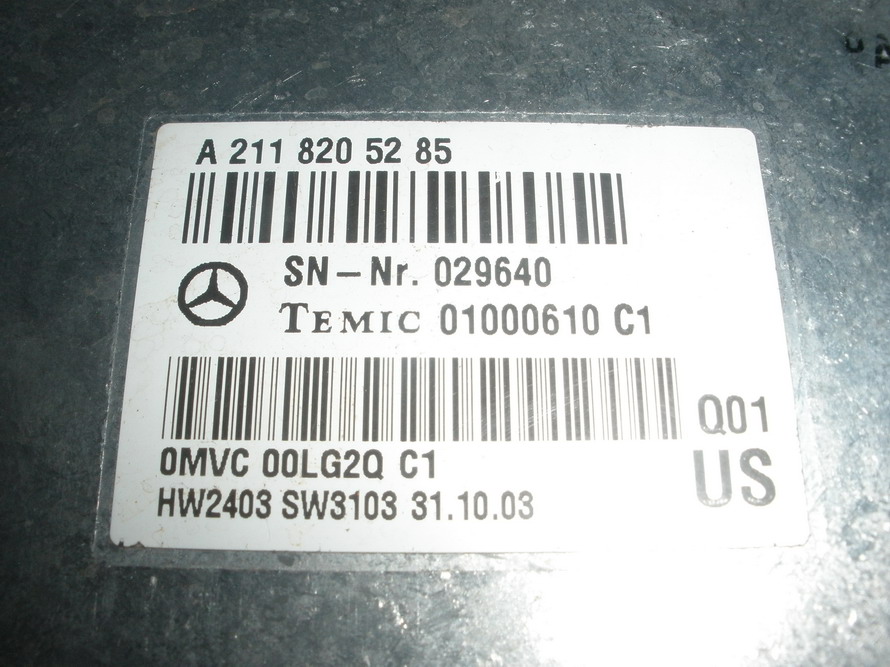 A 211 820 52 85
SN-Nr. 029640
TEMIC 01000610 C1
Q01
0MVC 00LG2Q C1
US
HW2403 SW3103 31.10.03